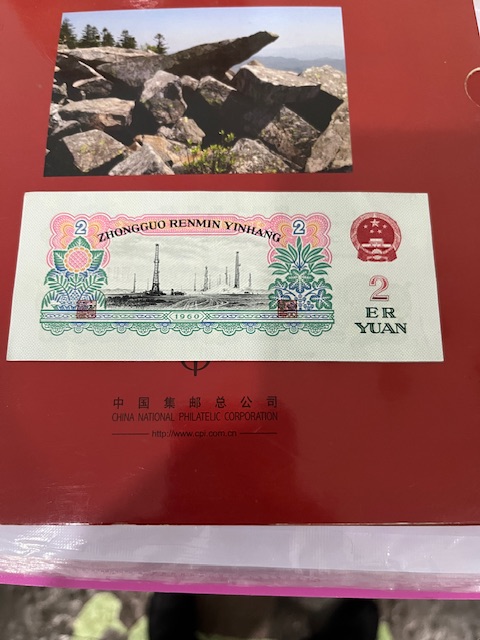 2
2
ZHONGGUO RENMIN YINHANG
1960
2
ER
YUAN
中国集邮总公司
CHINA NATIONAL PHILATELIC CORPORATION
http://www.cpi.com.cn